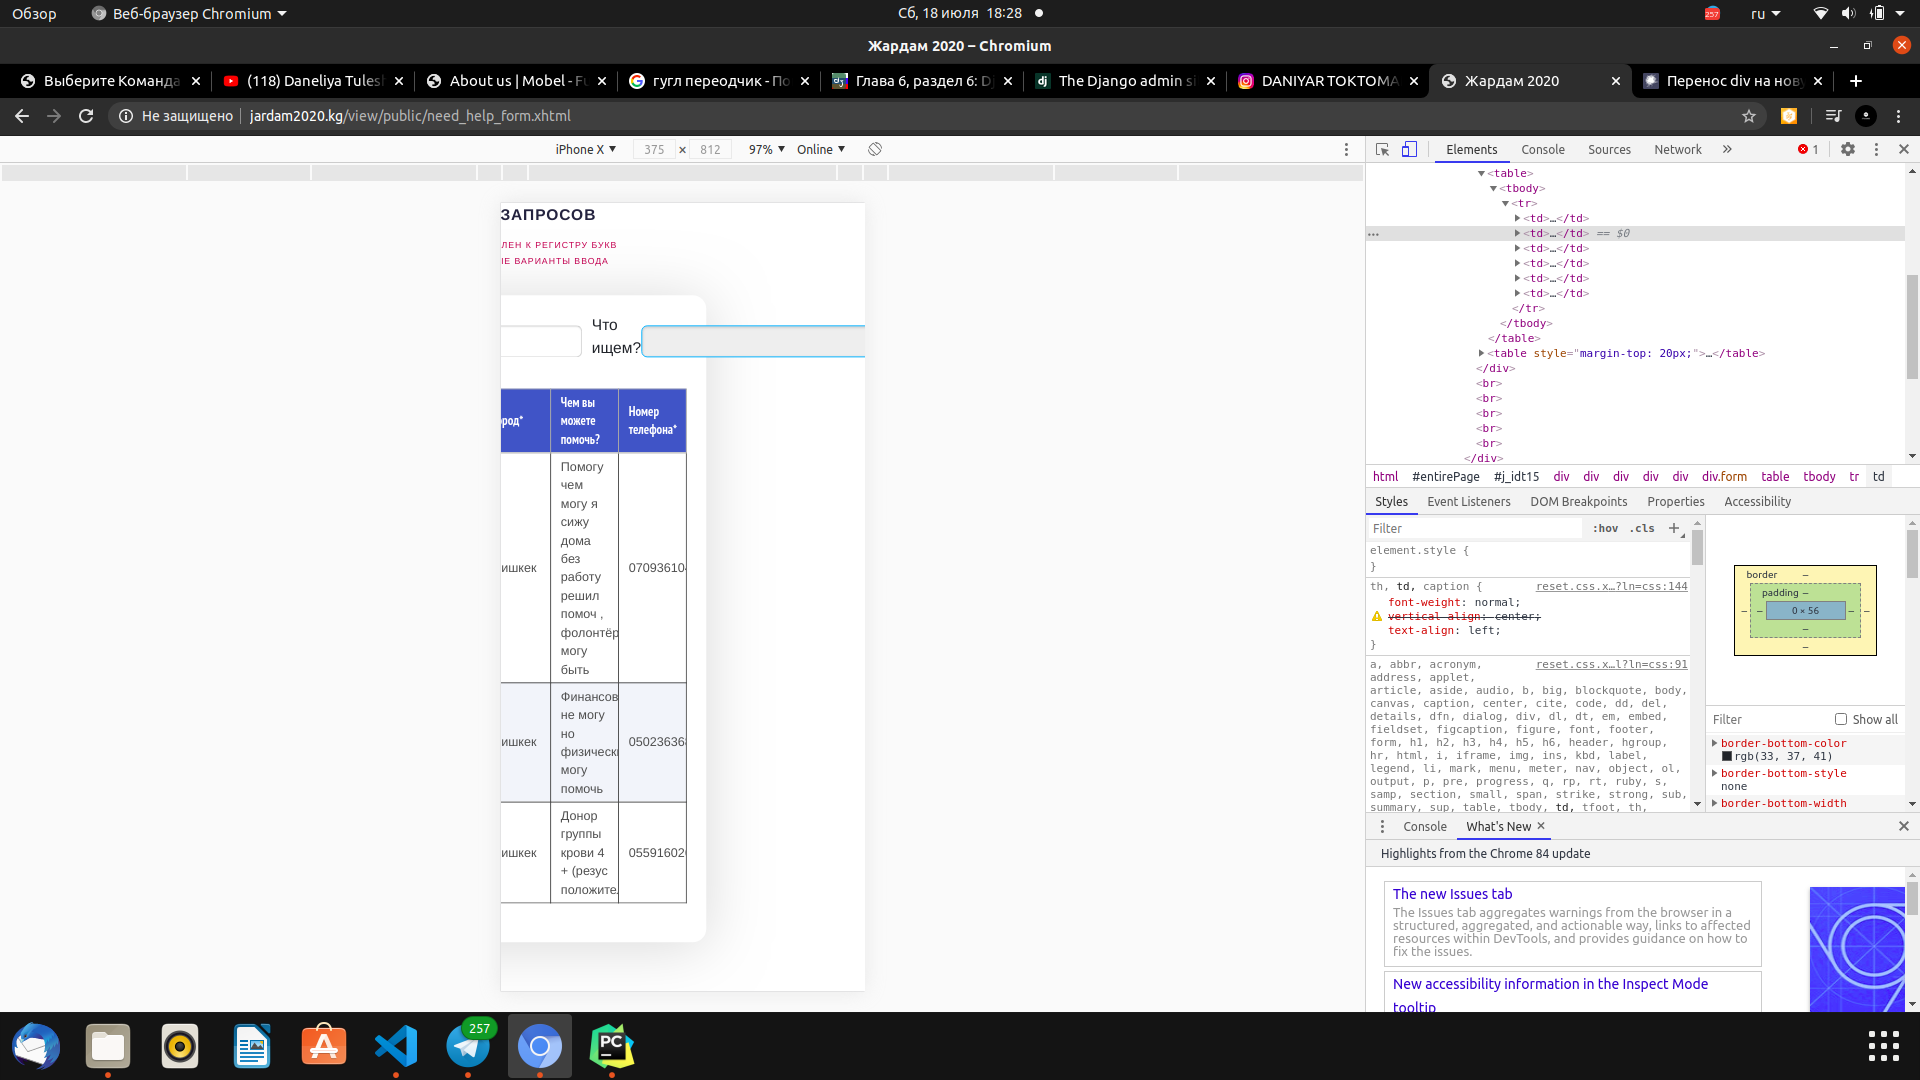 Обзор
Веб-браузер Chromium
Сб, 18 июля 18:28
257
ru
Жардам 2020 – Chromium
Выберите Команда
(118) Daneliya Tules
About us | Mobel - Fu
гугл переодчик - По
Глава 6, раздел 6: D
The Django admin si
DANIYAR TOKTOMA
Жардам 2020
Перенос div на нову
Не защищено
jardam2020.kg/view/public/need_help_form.xhtml
iPhone X
375
×
812
97%
Online
Elements
Console
Sources
Network
1
<table>
<tbody>
<tr>
<td>…</td>
<td>…</td> == $0
<td>…</td>
<td>…</td>
<td>…</td>
<td>…</td>
</tr>
</tbody>
</table>
<table style="margin-top: 20px;">…</table>
</div>
<br>
<br>
<br>
<br>
<br>
</div>
html #entirePage #j_idt15 div div div div div div.form table tbody tr td
Styles
Event Listeners
DOM Breakpoints
Properties
Accessibility
Filter
:hov .cls
element.style {
}
th, td, caption {
reset.css.x…?ln=css:144
font-weight: normal;
vertical-align: center;
text-align: left;
}
a, abbr, acronym,
reset.css.x…l?ln=css:91
address, applet,
article, aside, audio, b, big, blockquote, body,
canvas, caption, center, cite, code, dd, del,
details, dfn, dialog, div, dl, dt, em, embed,
fieldset, figcaption, figure, font, footer,
form, h1, h2, h3, h4, h5, h6, header, hgroup,
hr, html, i, iframe, img, ins, kbd, label,
legend, li, mark, menu, meter, nav, object, ol,
output, p, pre, progress, q, rp, rt, ruby, s,
samp, section, small, span, strike, strong, sub,
summary, sup, table, tbody, td, tfoot, th,
border
–
padding
–
0 × 56
Filter
Show all
border-bottom-color
rgb(33, 37, 41)
border-bottom-style
none
border-bottom-width
Console
What's New
Highlights from the Chrome 84 update
The new Issues tab
The Issues tab aggregates warnings from the browser in a
structured, aggregated, and actionable way, links to affected
resources within DevTools, and provides guidance on how to
fix the issues.
New accessibility information in the Inspect Mode
tooltip
ЗАПРОСОВ
ЛЕН К РЕГИСТРУ БУКВ
ІЕ ВАРИАНТЫ ВВОДА
Что
ищем?
ород*
Чем вы
можете
помочь?
Номер
телефона*
ишкек
Помогу
чем
могу я
сижу
дома
без
работу
решил
помоч ,
фолонтёр
могу
быть
07093610
ишкек
Финансов
не могу
но
физическ
могу
помочь
05023636
ишкек
Донор
группы
крови 4
+ (резус
положите
05591602
257
PC